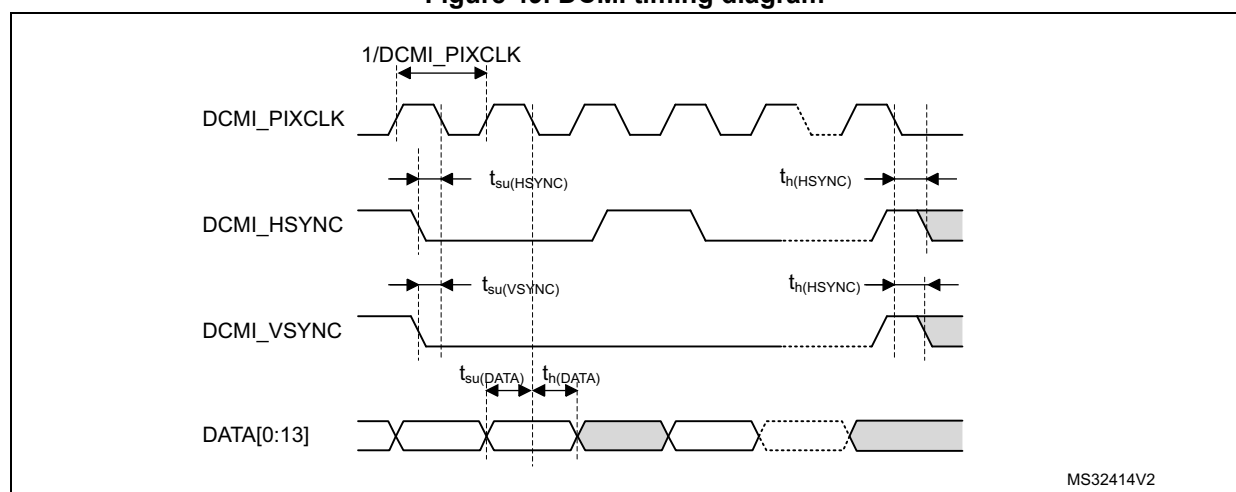 Figure 49. DCMI timing diagram
1/DCMI_PIXCLK
DCMI_PIXCLK
tsu(HSYNC)
th(HSYNC)
DCMI_HSYNC
tsu(VSYNC)
th(HSYNC)
DCMI_VSYNC
tsu(DATA) th(DATA)
DATA[0:13]
MS32414V2